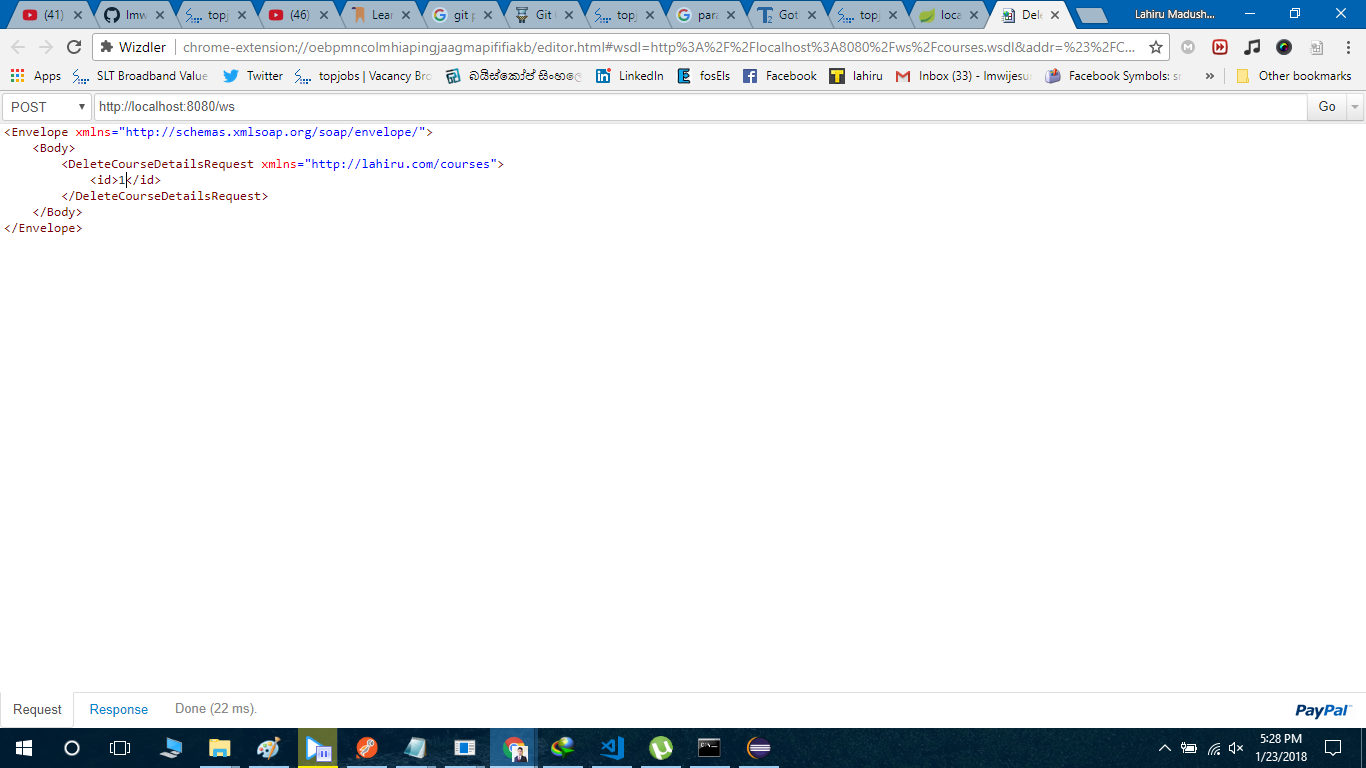 (41) Imw topj (46) Lear git p Git topj para Got topj loca Del Lahiru Madush...
Wizdler chrome-extension://oebpmncolmhiapingjaagmapififiakb/editor.html#wsdl=http%3A%2F%2Flocalhost%3A8080%2Fws%2Fcourses.wsdl&addr=%23%2FC...
Apps SLT Broadband Value Twitter topjobs | Vacancy Bro බයිස්කෝප් සිංහලෙ LinkedIn fosEls Facebook lahiru Inbox (33) - lmwijesu Facebook Symbols: sr » Other bookmarks
POST http://localhost:8080/ws Go
<Envelope xmlns="http://schemas.xmlsoap.org/soap/envelope/">
<Body>
<DeleteCourseDetailsRequest xmlns="http://lahiru.com/courses">
<id>1</id>
</DeleteCourseDetailsRequest>
</Body>
</Envelope>
Request Response Done (22 ms). PayPal
5:28 PM
1/23/2018